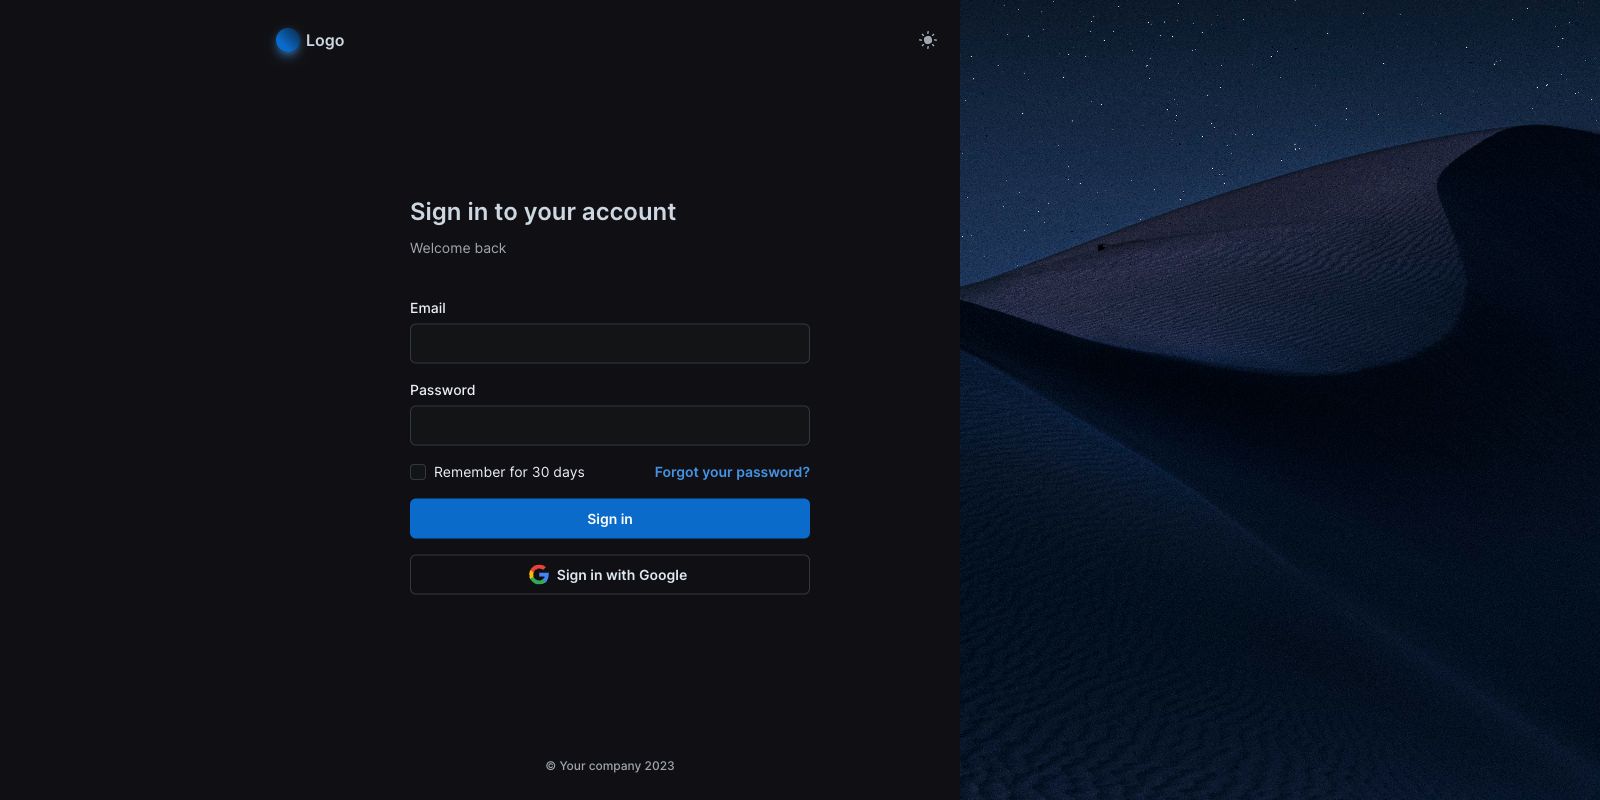 Logo
Sign in to your account
Welcome back
Email
Password
Remember for 30 days
Forgot your password?
Sign in
Sign in with Google
© Your company 2023